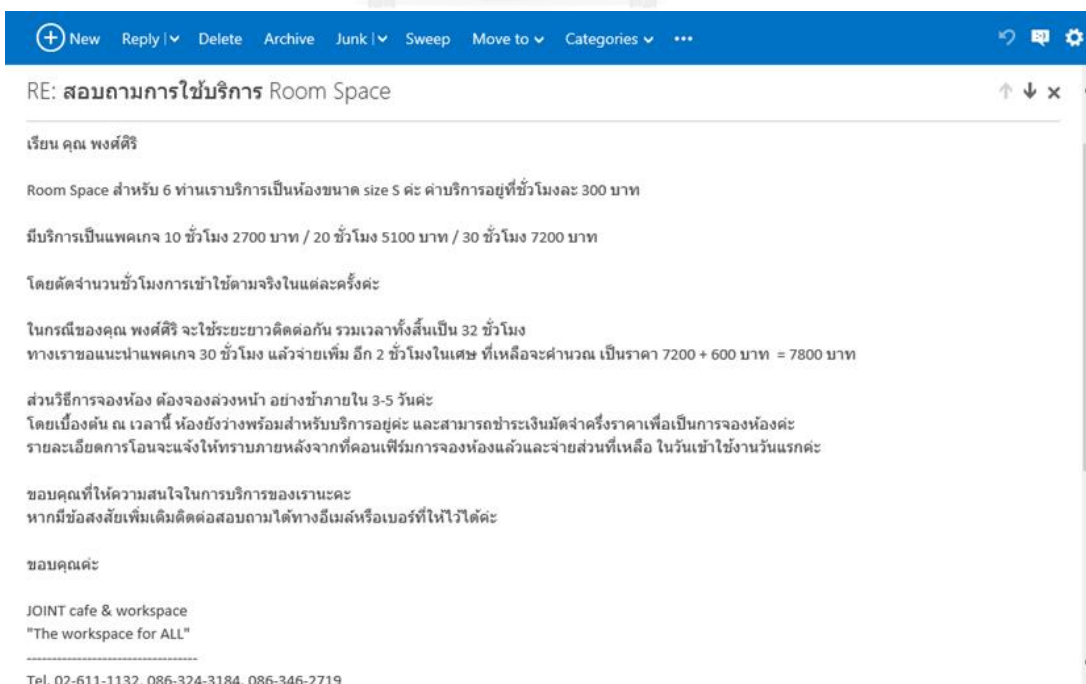 New Reply Delete Archive Junk Sweep Move to Categories •••
RE: สอบถามการใช้บริการ Room Space
เรียน คุณ พงศ์ศิริ
Room Space สำหรับ 6 ท่านเราบริการเป็นห้องขนาด size S ค่ะ ค่าบริการอยู่ที่ชั่วโมงละ 300 บาท
มีบริการเป็นแพคเกจ 10 ชั่วโมง 2700 บาท / 20 ชั่วโมง 5100 บาท / 30 ชั่วโมง 7200 บาท
โดยตัดจำนวนชั่วโมงการเข้าใช้ตามจริงในแต่ละครั้งค่ะ
ในกรณีของคุณ พงศ์ศิริ จะใช้ระยะยาวติดต่อกัน รวมเวลาทั้งสิ้นเป็น 32 ชั่วโมง
ทางเราขอแนะนำแพคเกจ 30 ชั่วโมง แล้วจ่ายเพิ่ม อีก 2 ชั่วโมงในเศษ ที่เหลือจะคำนวณ เป็นราคา 7200 + 600 บาท = 7800 บาท
ส่วนวิธีการจองห้อง ต้องจองล่วงหน้า อย่างช้าภายใน 3-5 วันค่ะ
โดยเบื้องต้น ณ เวลานี้ ห้องยังว่างพร้อมสำหรับบริการอยู่ค่ะ และสามารถชำระเงินมัดจำครึ่งราคาเพื่อเป็นการจองห้องค่ะ
รายละเอียดการโอนจะแจ้งให้ทราบภายหลังจากที่คอนเฟิร์มการจองห้องแล้วและจ่ายส่วนที่เหลือ ในวันเข้าใช้งานวันแรกค่ะ
ขอบคุณที่ให้ความสนใจในการบริการของเรานะคะ
หากมีข้อสงสัยเพิ่มเติมติดต่อสอบถามได้ทางอีเมล์หรือเบอร์ที่ให้ไว้ได้ค่ะ
ขอบคุณค่ะ
JOINT cafe & workspace
"The workspace for ALL"
----------------------------------
Tel. 02-611-1132, 086-324-3184, 086-346-2719